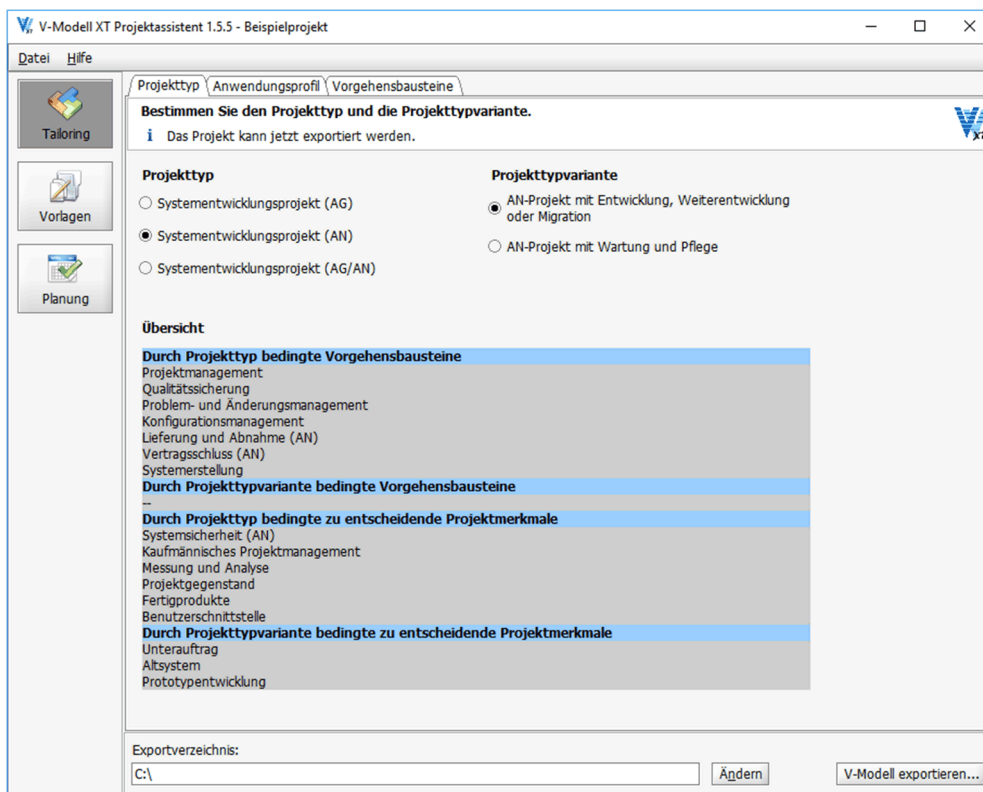 V-Modell XT Projektassistent 1.5.5 - Beispielprojekt
Datei Hilfe
Tailoring
Vorlagen
Planung
Projekttyp Anwendungsprofil Vorgehensbausteine
Bestimmen Sie den Projekttyp und die Projekttypvariante.
i Das Projekt kann jetzt exportiert werden.
Projekttyp
Systementwicklungsprojekt (AG)
Systementwicklungsprojekt (AN)
Systementwicklungsprojekt (AG/AN)
Projekttypvariante
AN-Projekt mit Entwicklung, Weiterentwicklung
oder Migration
AN-Projekt mit Wartung und Pflege
Übersicht
Durch Projekttyp bedingte Vorgehensbausteine
Projektmanagement
Qualitätssicherung
Problem- und Änderungsmanagement
Konfigurationsmanagement
Lieferung und Abnahme (AN)
Vertragsschluss (AN)
Systemerstellung
Durch Projekttypvariante bedingte Vorgehensbausteine
--
Durch Projekttyp bedingte zu entscheidende Projektmerkmale
Systemsicherheit (AN)
Kaufmännisches Projektmanagement
Messung und Analyse
Projektgegenstand
Fertigprodukte
Benutzerschnittstelle
Durch Projekttypvariante bedingte zu entscheidende Projektmerkmale
Unterauftrag
Altsystem
Prototypentwicklung
Exportverzeichnis:
C:\
Ändern
V-Modell exportieren...